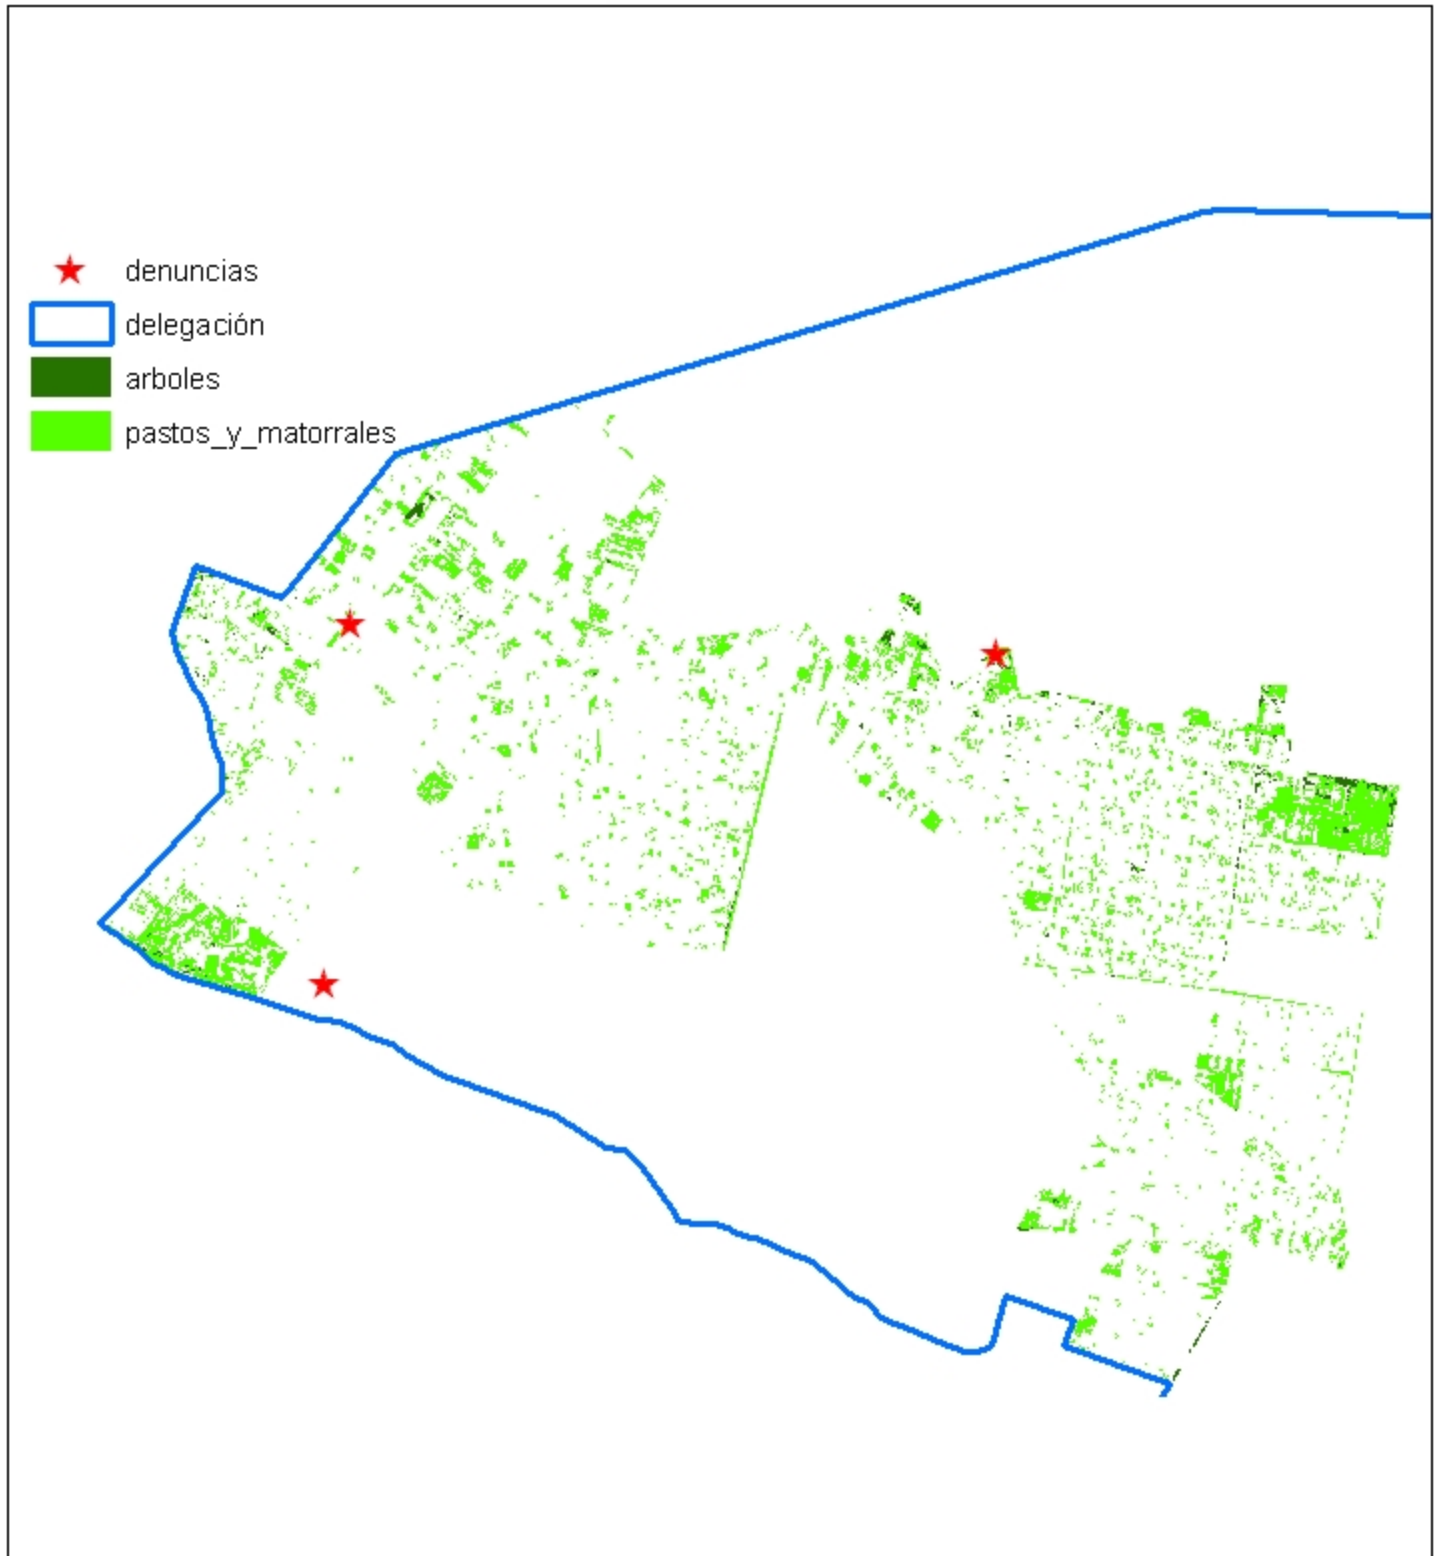 denuncias
delegación
arboles
pastos_y_matorrales